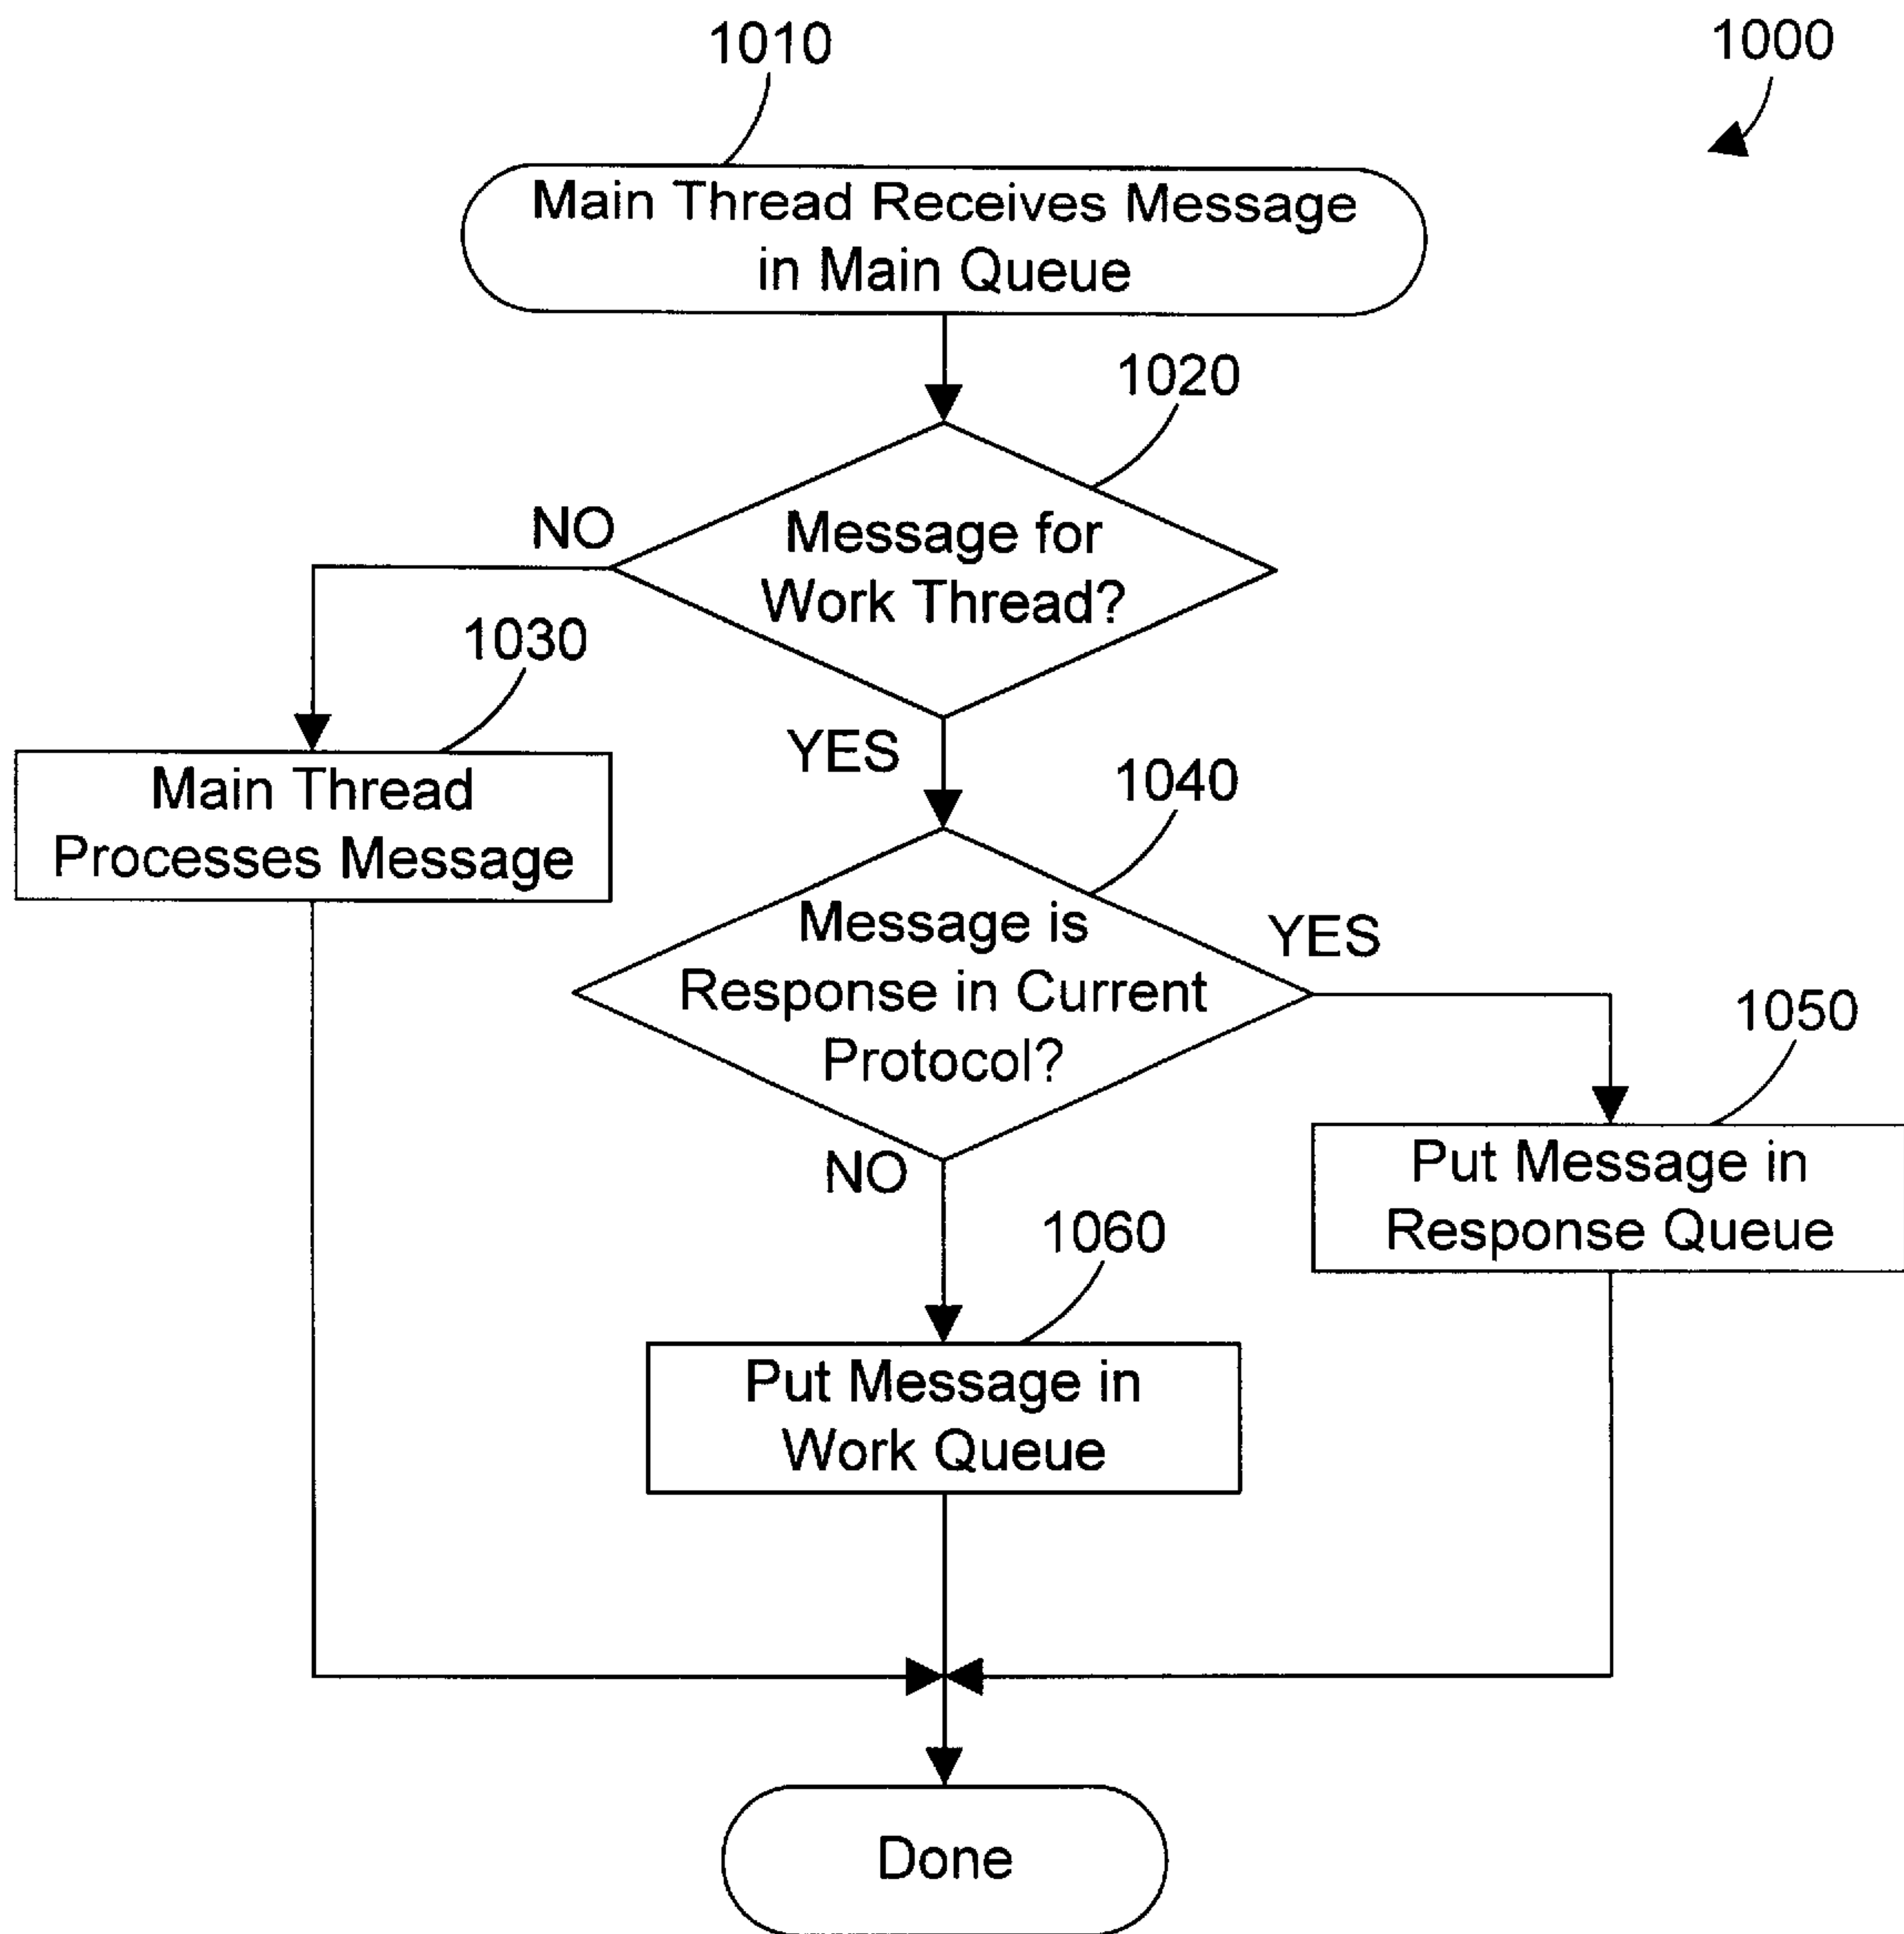 1010
1000
Main Thread Receives Message
in Main Queue
1020
NO
Message for
Work Thread?
1030
YES
1040
Main Thread
Processes Message
Message is
Response in Current
Protocol?
YES
1050
NO
Put Message in
Response Queue
1060
Put Message in
Work Queue
Done